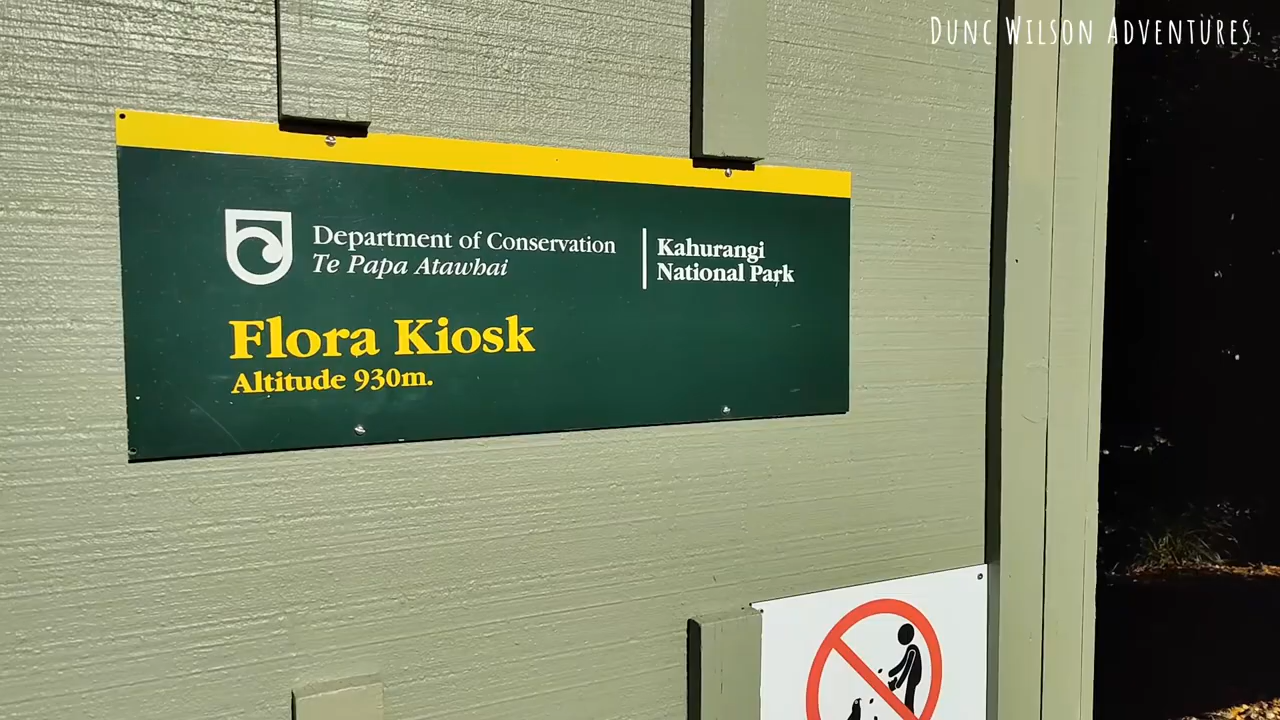 Dunc Wilson Adventures
Department of Conservation
Te Papa Atawhai
Kahurangi
National Park
Flora Kiosk
Altitude 930m.